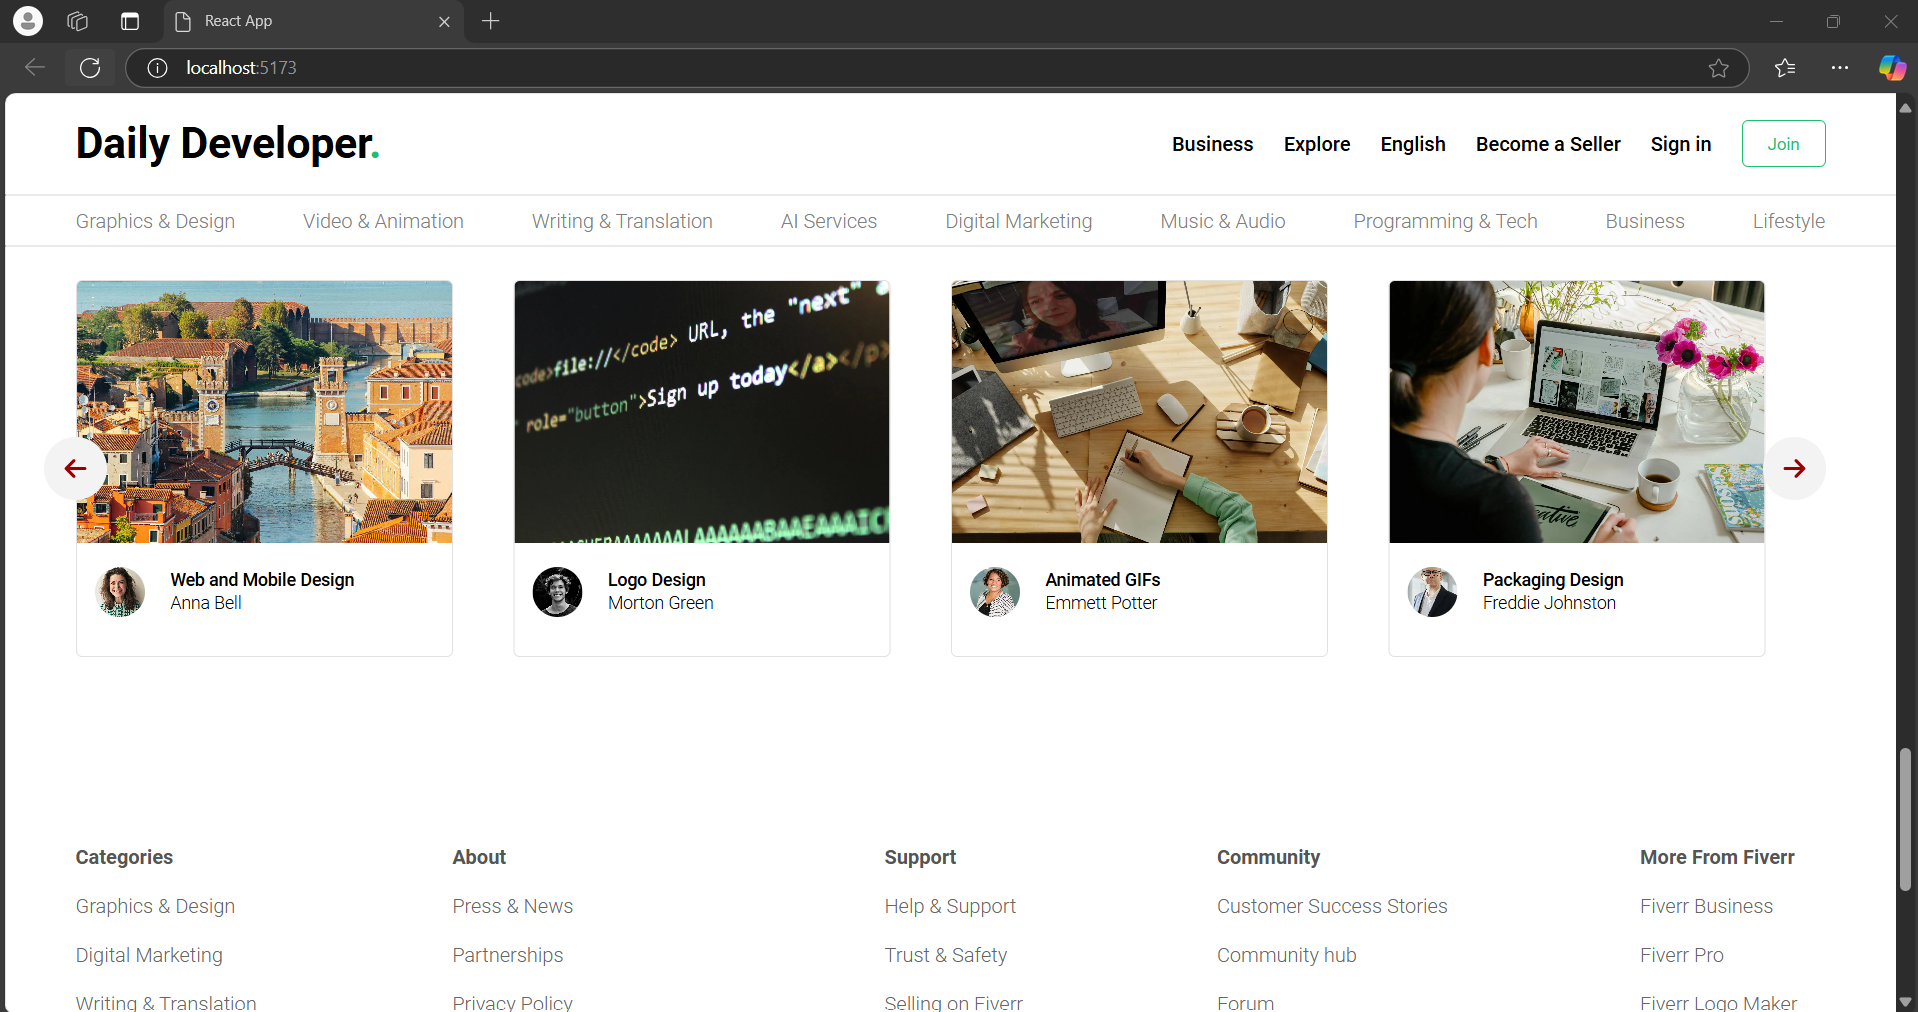 React App
localhost:5173
Daily Developer.
Business Explore English Become a Seller Sign in Join
Graphics & Design Video & Animation Writing & Translation AI Services Digital Marketing Music & Audio Programming & Tech Business Lifestyle
code>file://</code> URL, the "next"
role="button">Sign up today</a></p>
Web and Mobile Design
Anna Bell
Logo Design
Morton Green
Animated GIFs
Emmett Potter
Packaging Design
Freddie Johnston
Categories About Support Community More From Fiverr
Graphics & Design Press & News Help & Support Customer Success Stories Fiverr Business
Digital Marketing Partnerships Trust & Safety Community hub Fiverr Pro
Writing & Translation Privacy Policy Selling on Fiverr Forum Fiverr Logo Maker